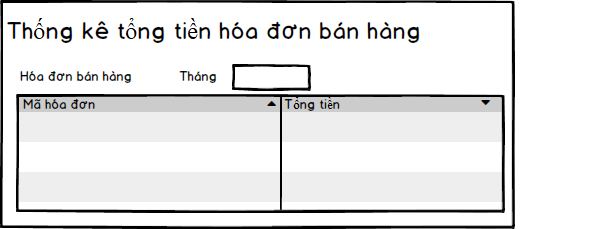 Thống kê tổng tiền hóa đơn bán hàng
Hóa đơn bán hàng Tháng
Mã hóa đơn Tổng tiền